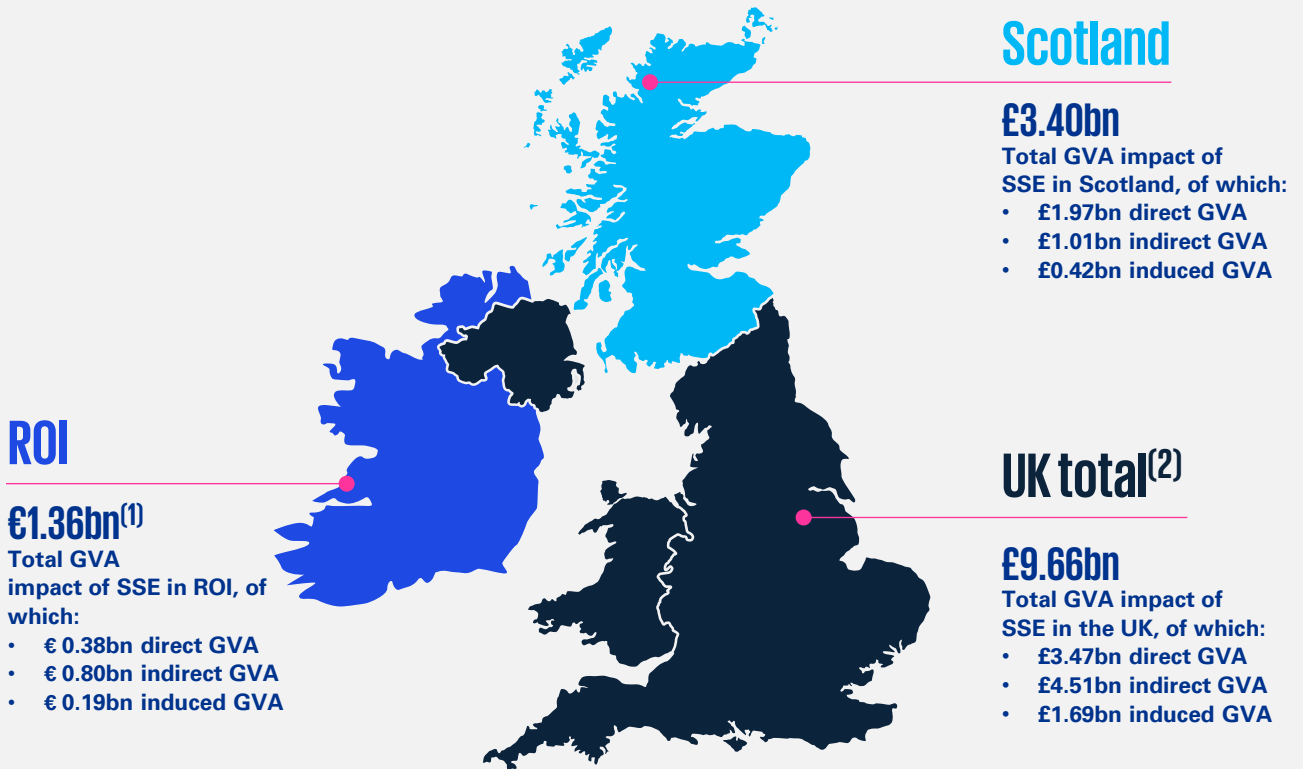 Scotland
£3.40bn
Total GVA impact of
SSE in Scotland, of which:
• £1.97bn direct GVA
• £1.01bn indirect GVA
• £0.42bn induced GVA
ROI
€1.36bn(1)
Total GVA
impact of SSE in ROI, of
which:
• € 0.38bn direct GVA
• € 0.80bn indirect GVA
• € 0.19bn induced GVA
UK total(2)
£9.66bn
Total GVA impact of
SSE in the UK, of which:
• £3.47bn direct GVA
• £4.51bn indirect GVA
• £1.69bn induced GVA